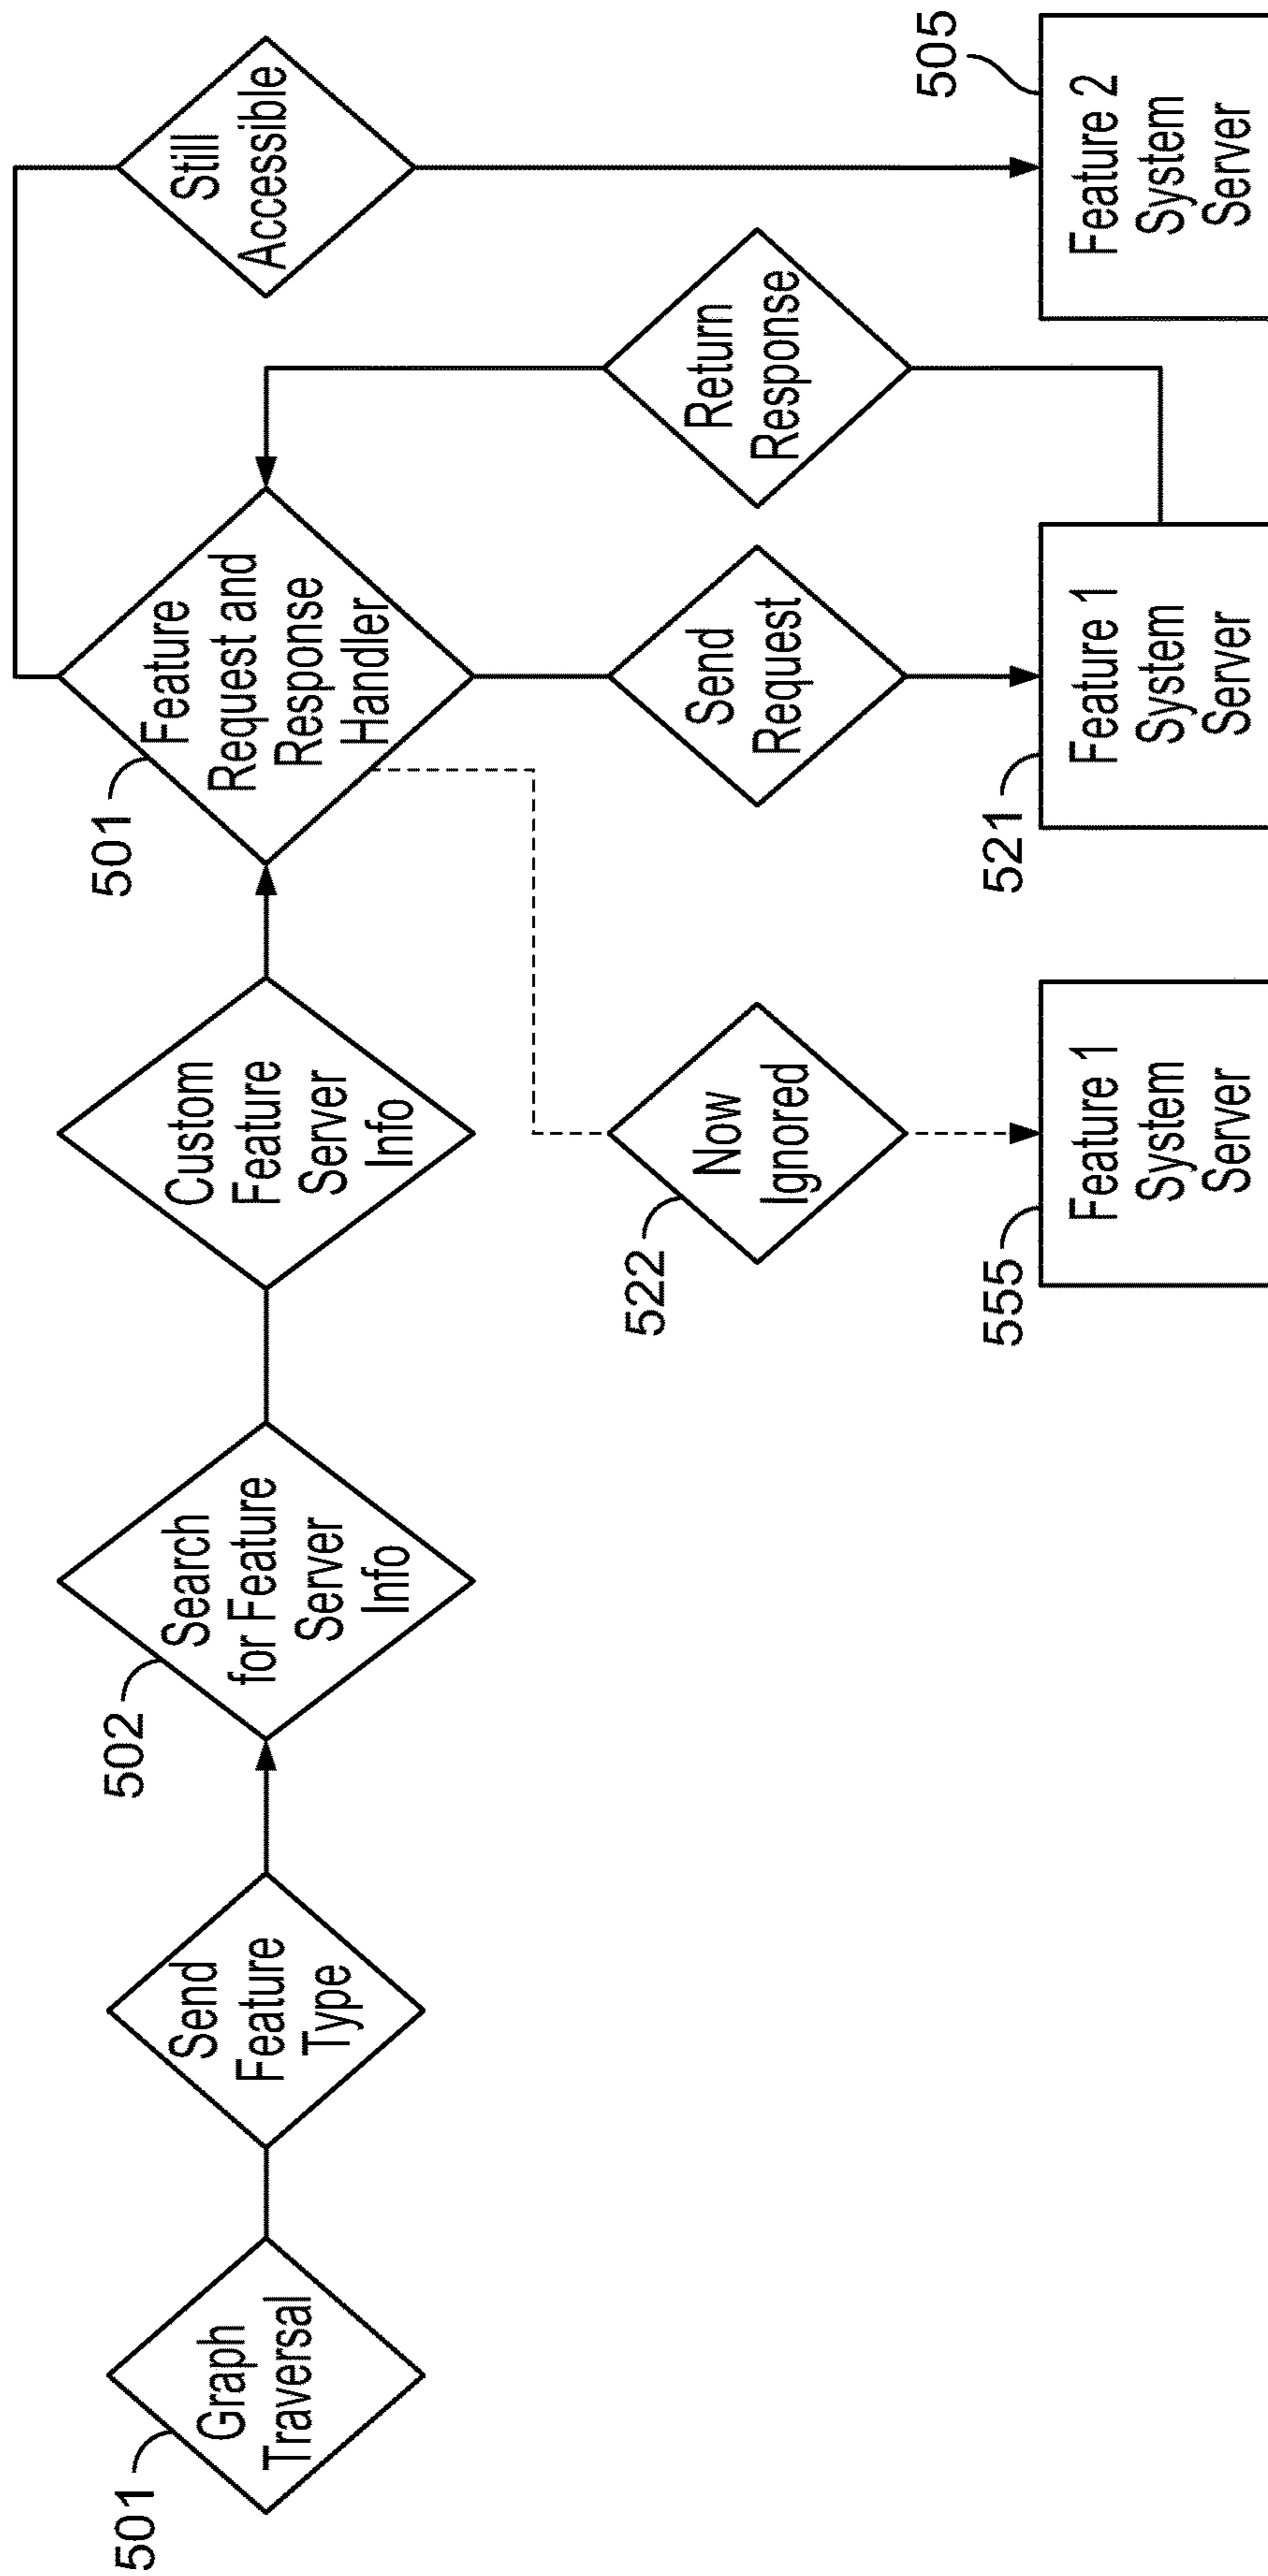 501
Graph
Traversal
Send
Feature
Type
502
Search
for Feature
Server
Info
Custom
Feature
Server
Info
501
Feature
Request and
Response
Handler
Still
Accessible
522
Now
Ignored
Send
Request
Return
Response
555
Feature 1
System
Server
521
Feature 1
System
Server
505
Feature 2
System
Server